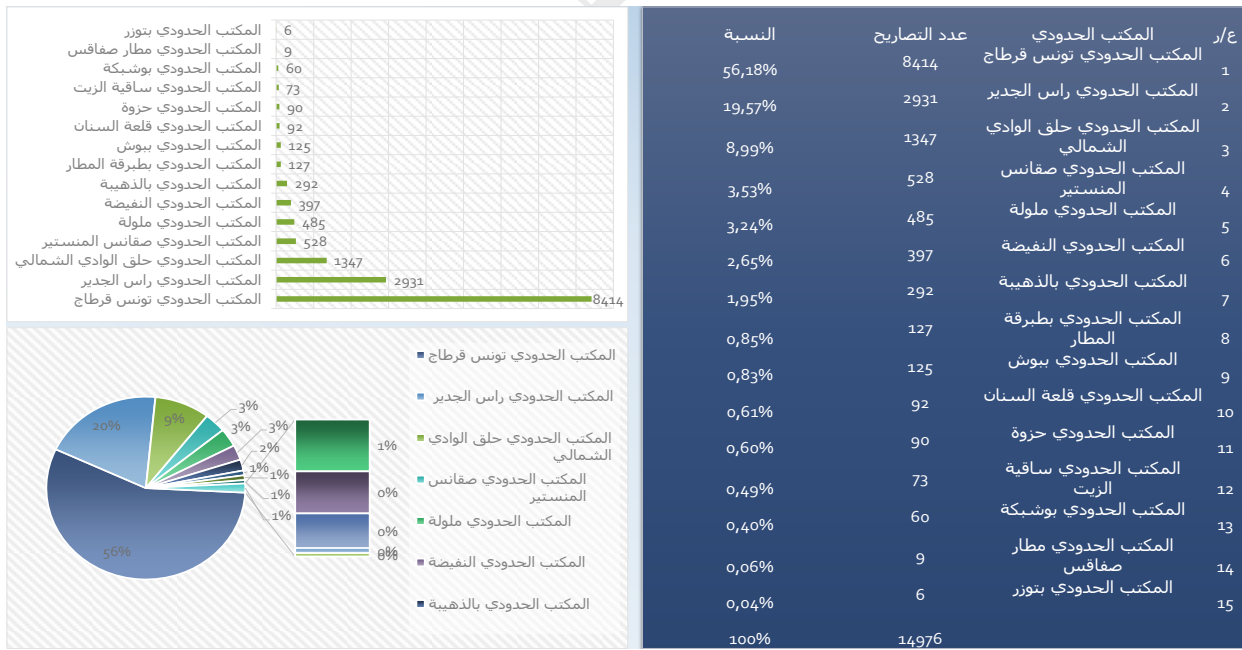 ع/ر المكتب الحدودي عدد التصاريح النسبة
1 المكتب الحدودي تونس قرطاج 8414 56,18%
2 المكتب الحدودي راس الجدير 2931 19,57%
3 المكتب الحدودي حلق الوادي
الشمالي 1347 8,99%
4 المكتب الحدودي صقانس
المنستير 528 3,53%
5 المكتب الحدودي ملولة 485 3,24%
6 المكتب الحدودي النفيضة 397 2,65%
7 المكتب الحدودي بالذهيبة 292 1,95%
8 المكتب الحدودي بطبرقة
المطار 127 0,85%
9 المكتب الحدودي ببوش 125 0,83%
10 المكتب الحدودي قلعة السنان 92 0,61%
11 المكتب الحدودي حزوة 90 0,60%
12 المكتب الحدودي ساقية
الزيت 73 0,49%
13 المكتب الحدودي بوشبكة 60 0,40%
14 المكتب الحدودي مطار
صفاقس 9 0,06%
15 المكتب الحدودي بتوزر 6 0,04%
14976 100%
المكتب الحدودي بتوزر 6
المكتب الحدودي مطار صفاقس 9
المكتب الحدودي بوشبكة 60
المكتب الحدودي ساقية الزيت 73
المكتب الحدودي حزوة 90
المكتب الحدودي قلعة السنان 92
المكتب الحدودي ببوش 125
المكتب الحدودي بطبرقة المطار 127
المكتب الحدودي بالذهيبة 292
المكتب الحدودي النفيضة 397
المكتب الحدودي ملولة 485
المكتب الحدودي صقانس المنستير 528
المكتب الحدودي حلق الوادي الشمالي 1347
المكتب الحدودي راس الجدير 2931
المكتب الحدودي تونس قرطاج 8414
المكتب الحدودي تونس قرطاج
المكتب الحدودي راس الجدير
المكتب الحدودي حلق الوادي
الشمالي
المكتب الحدودي صقانس
المنستير
المكتب الحدودي ملولة
المكتب الحدودي النفيضة
المكتب الحدودي بالذهيبة
56%
20%
9%
3%
3%
3%
2%
1%
1%
1%
1%
1%
0%
0%
0%
0%